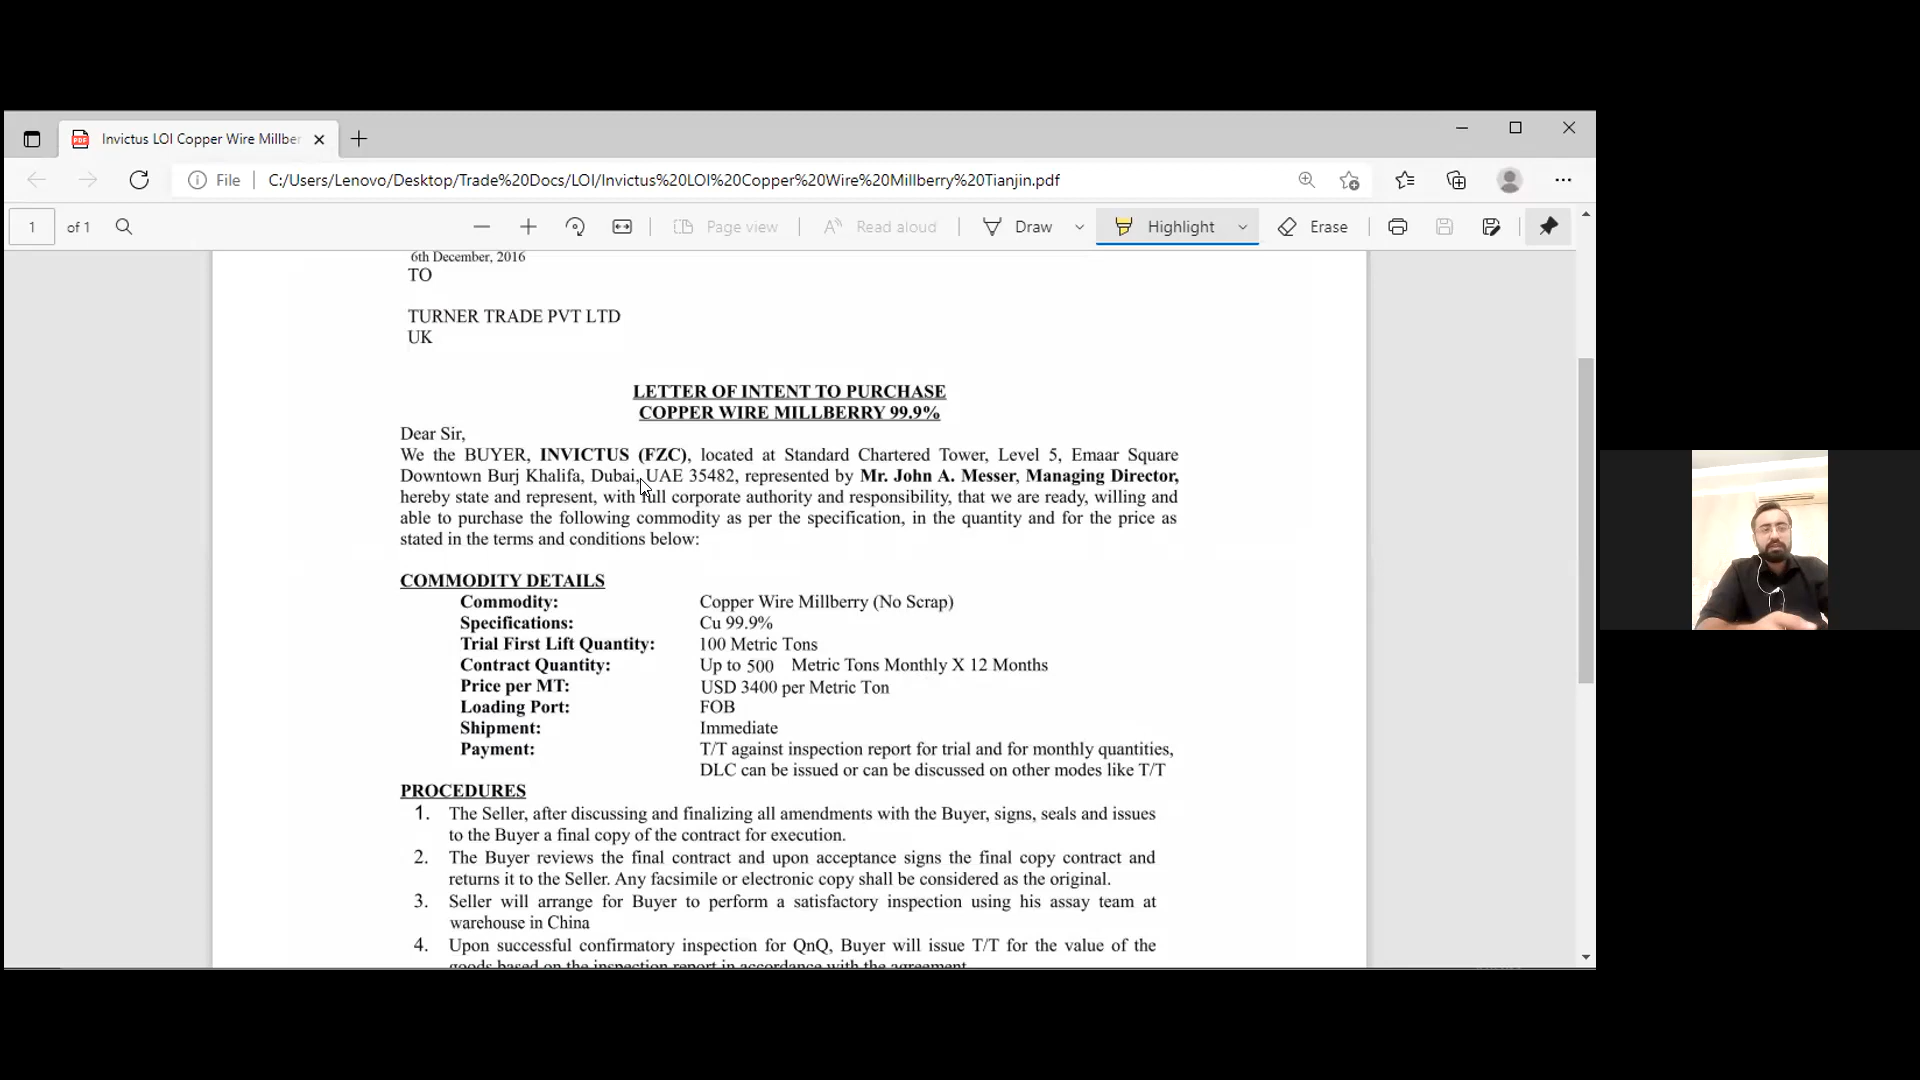 Invictus LOI Copper Wire Millber
File
C:/Users/Lenovo/Desktop/Trade%20Docs/LOI/Invictus%20LOI%20Copper%20Wire%20Millberry%20Tianjin.pdf
1 of 1
Page view
Read aloud
Draw
Highlight
Erase
6th December, 2016
TO
TURNER TRADE PVT LTD
UK
LETTER OF INTENT TO PURCHASE
COPPER WIRE MILLBERRY 99.9%
Dear Sir,
We the BUYER, INVICTUS (FZC), located at Standard Chartered Tower, Level 5, Emaar Square
Downtown Burj Khalifa, Dubai, UAE 35482, represented by Mr. John A. Messer, Managing Director,
hereby state and represent, with full corporate authority and responsibility, that we are ready, willing and
able to purchase the following commodity as per the specification, in the quantity and for the price as
stated in the terms and conditions below:
COMMODITY DETAILS
Commodity: Copper Wire Millberry (No Scrap)
Specifications: Cu 99.9%
Trial First Lift Quantity: 100 Metric Tons
Contract Quantity: Up to 500 Metric Tons Monthly X 12 Months
Price per MT: USD 3400 per Metric Ton
Loading Port: FOB
Shipment: Immediate
Payment: T/T against inspection report for trial and for monthly quantities,
DLC can be issued or can be discussed on other modes like T/T
PROCEDURES
1. The Seller, after discussing and finalizing all amendments with the Buyer, signs, seals and issues
to the Buyer a final copy of the contract for execution.
2. The Buyer reviews the final contract and upon acceptance signs the final copy contract and
returns it to the Seller. Any facsimile or electronic copy shall be considered as the original.
3. Seller will arrange for Buyer to perform a satisfactory inspection using his assay team at
warehouse in China
4. Upon successful confirmatory inspection for QnQ, Buyer will issue T/T for the value of the
goods based on the inspection report in accordance with the agreement